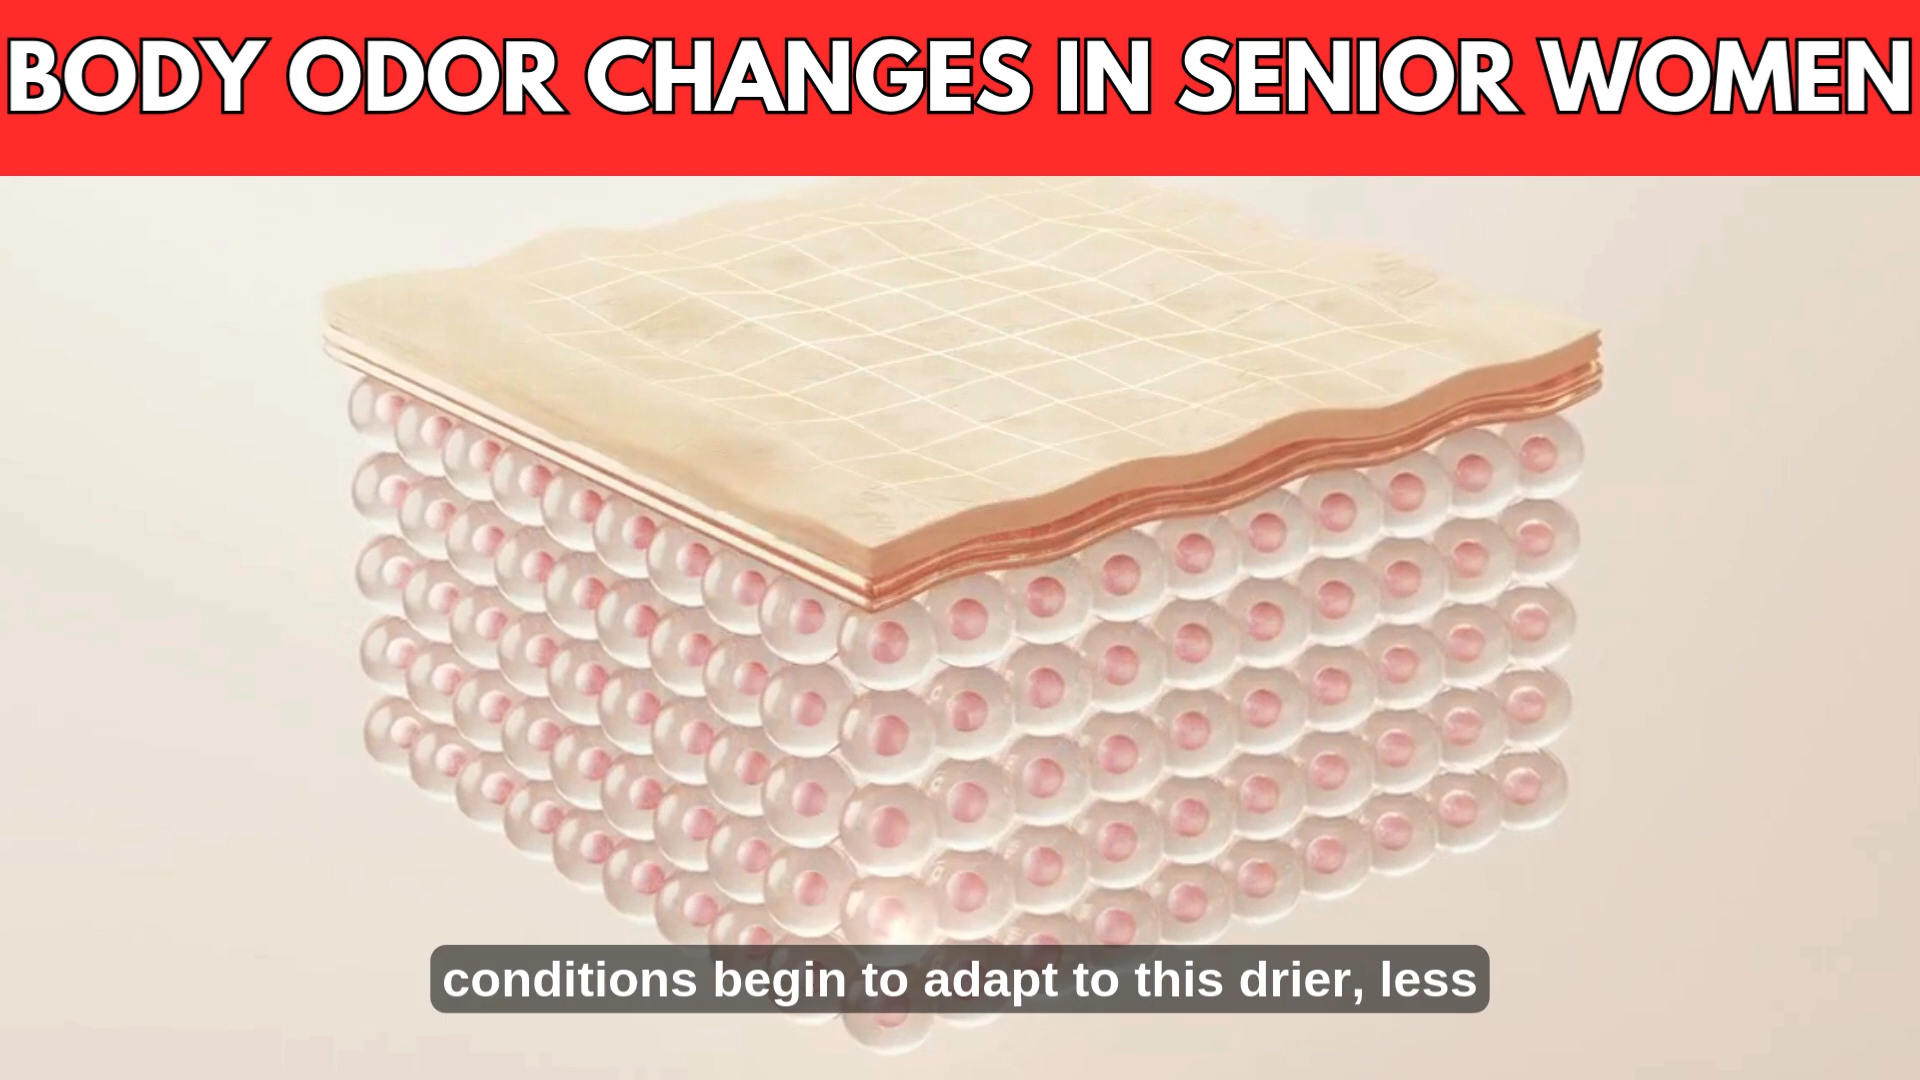 BODY ODOR CHANGES IN SENIOR WOMEN
conditions begin to adapt to this drier, less